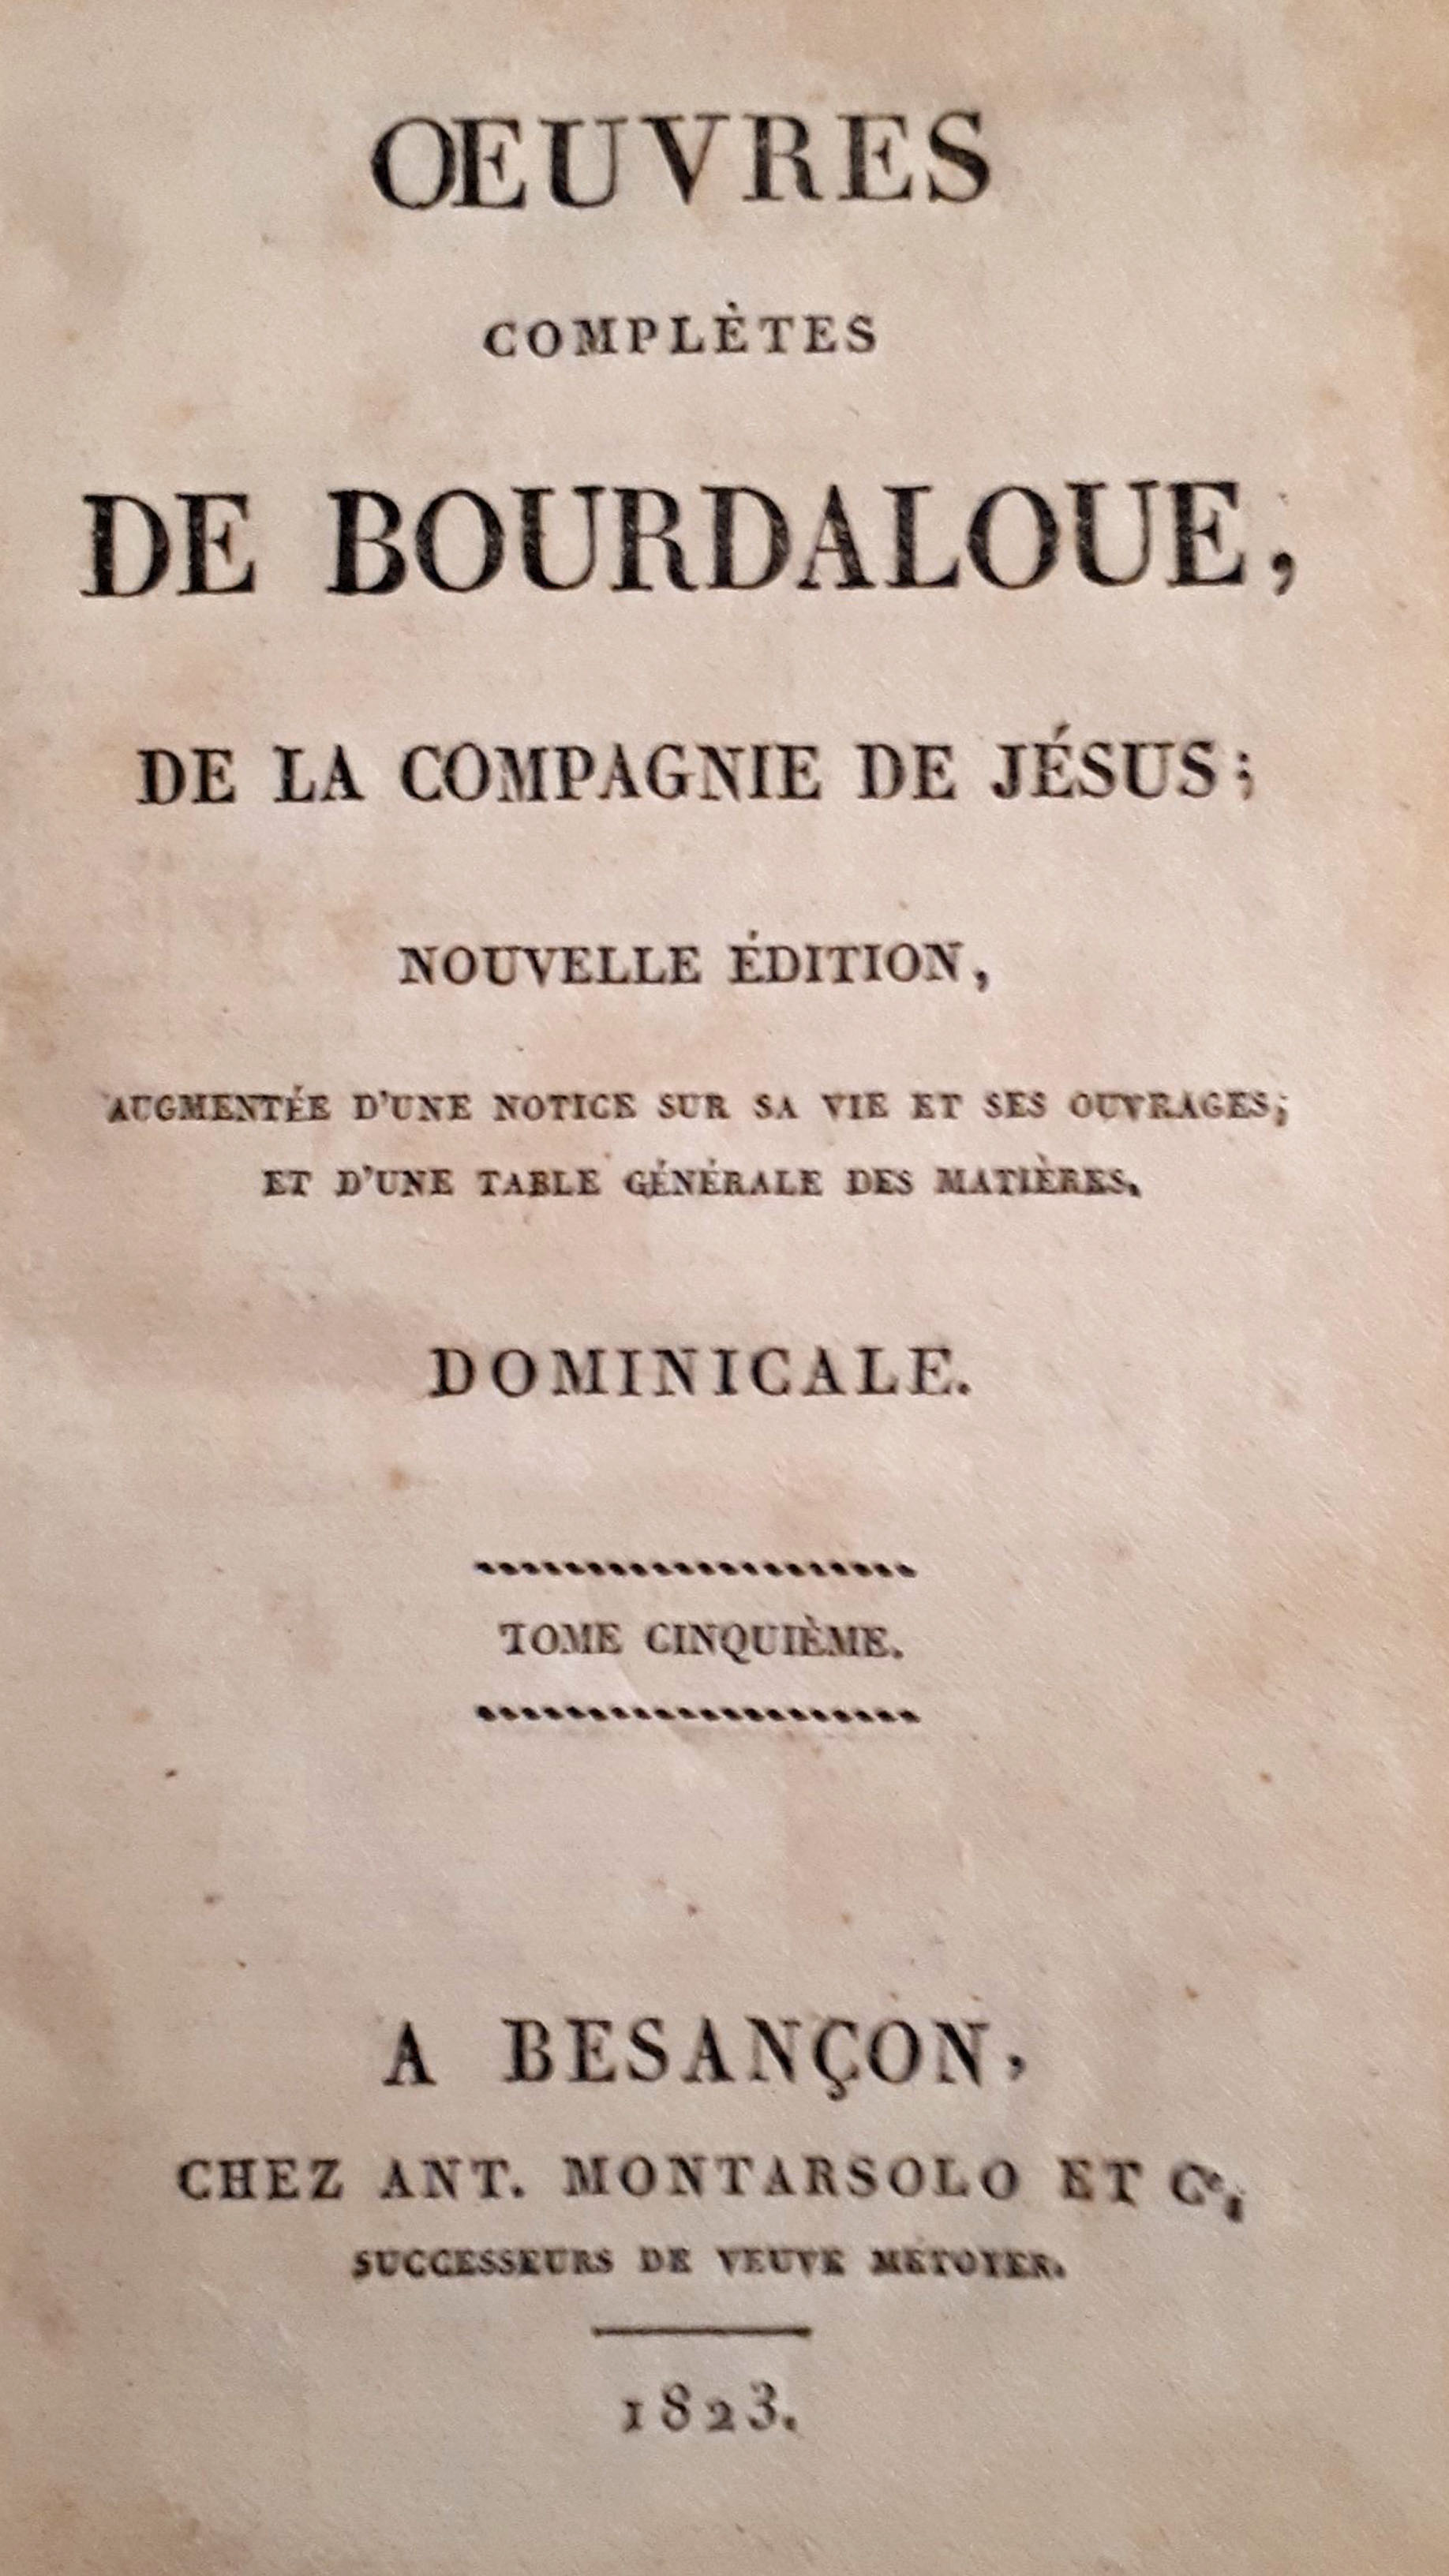 ŒUVRES
COMPLÈTES
DE BOURDALOUE,
DE LA COMPAGNIE DE JÉSUS;
NOUVELLE ÉDITION,
AUGMENTÉE D'UNE NOTICE SUR SA VIE ET SES OUVRAGES;
ET D'UNE TABLE GÉNÉRALE DES MATIÈRES.
DOMINICALE.
TOME CINQUIÈME.
A BESANÇON,
CHEZ ANT. MONTARSOLO ET Cᵉ,
SUCCESSEURS DE VEUVE MÉTOYER.
1823.